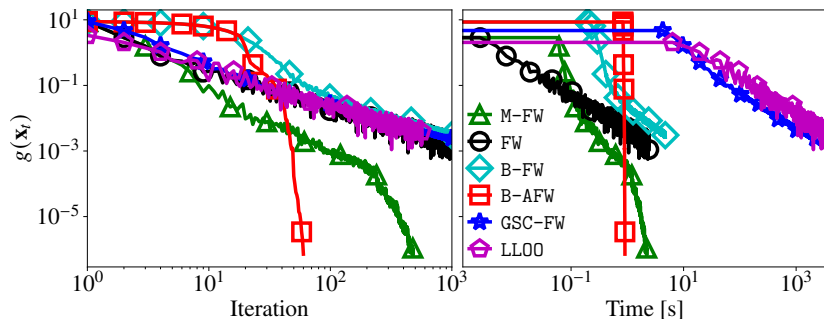 g(x_t)
10^1
10^-1
10^-3
10^-5
10^0 10^1 10^2 10^3
Iteration
M-FW
FW
B-FW
B-AFW
GSC-FW
LLOO
10^-1 10^1 10^3
Time [s]